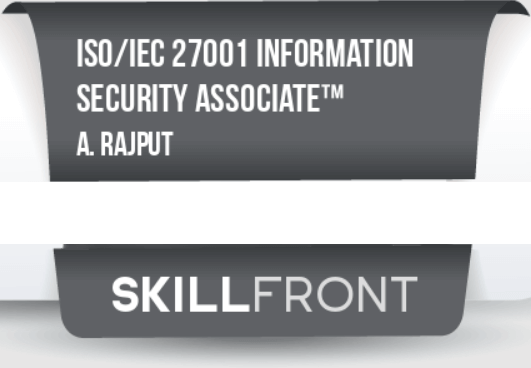 ISO/IEC 27001 INFORMATION
SECURITY ASSOCIATE™
A. RAJPUT
SKILLFRONT